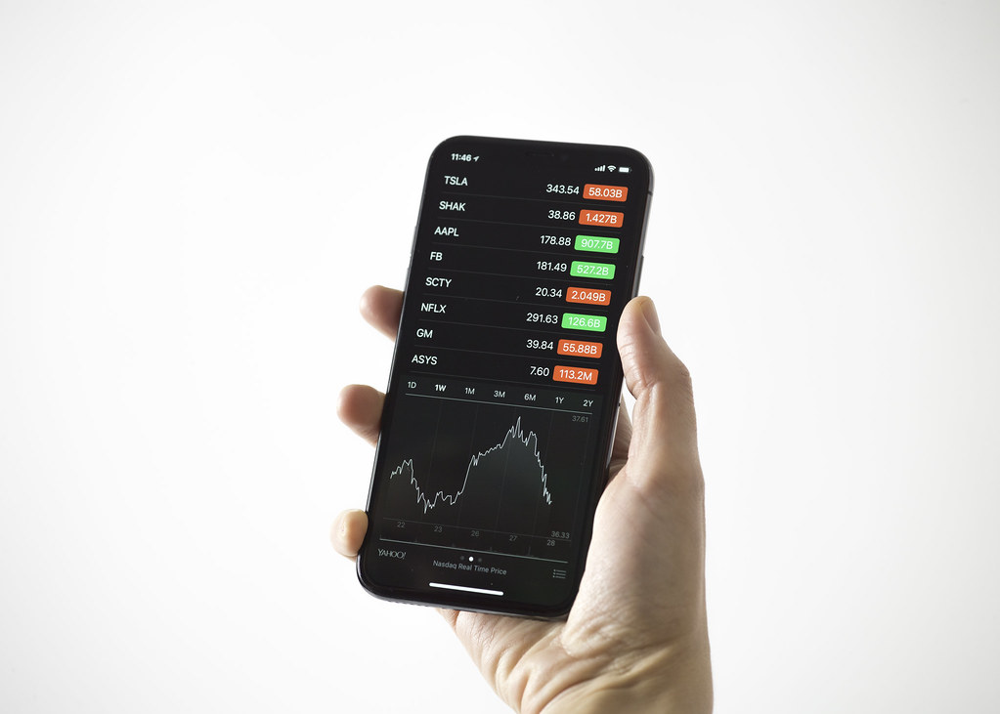 11:46
TSLA 343.54 58.03B
SHAK 38.86 1.427B
AAPL 178.88 907.7B
FB 181.49 527.2B
SCTY 20.34 2.049B
NFLX 291.63 126.6B
GM 39.84 55.88B
ASYS 7.60 113.2M
1D 1W 1M 3M 6M 1Y 2Y
37.61
36.33
22 23 26 27 28
YAHOO!
Nasdaq Real Time Price